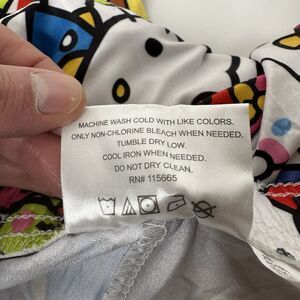 MACHINE WASH COLD WITH LIKE COLORS.
ONLY NON-CHLORINE BLEACH WHEN NEEDED.
TUMBLE DRY LOW.
COOL IRON WHEN NEEDED.
DO NOT DRY CLEAN.
RN# 115665